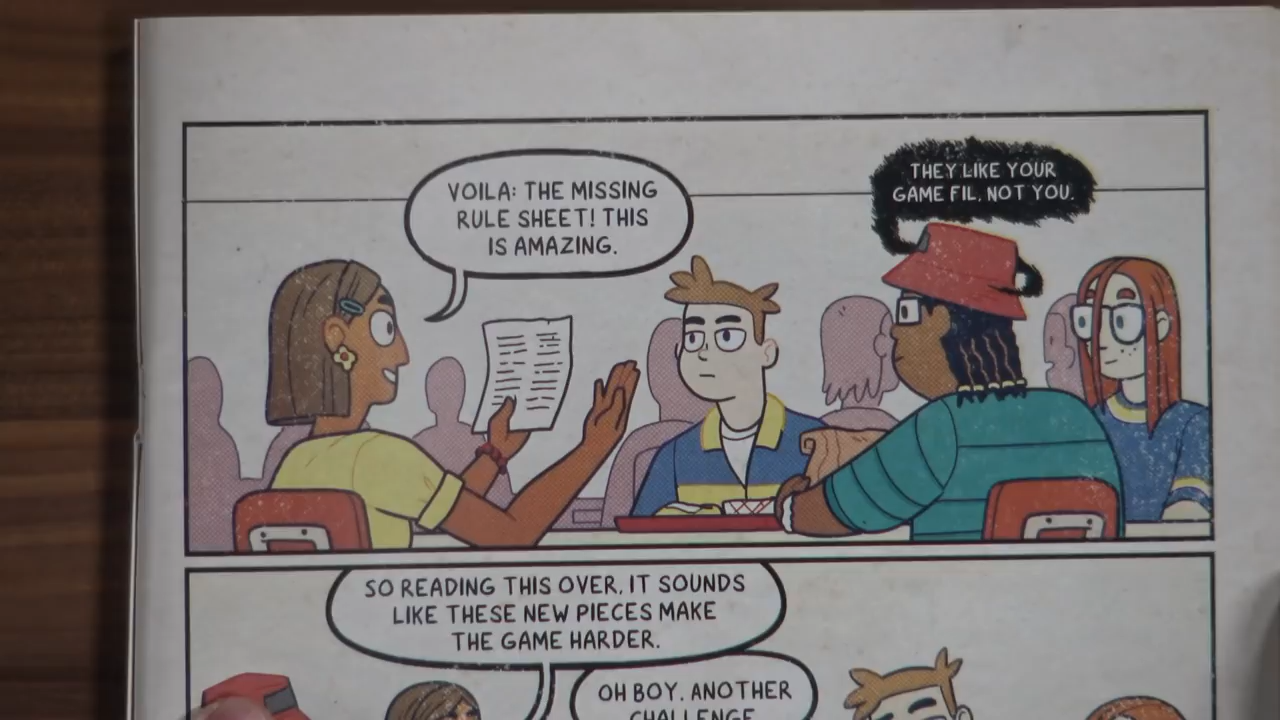 VOILA: THE MISSING
RULE SHEET! THIS
IS AMAZING.
THEY LIKE YOUR
GAME FIL, NOT YOU.
SO READING THIS OVER, IT SOUNDS
LIKE THESE NEW PIECES MAKE
THE GAME HARDER.
OH BOY. ANOTHER
CHALLENGE